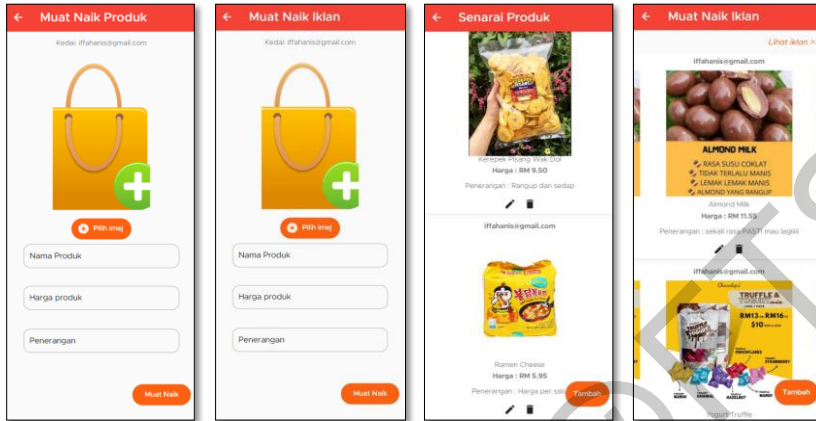 Muat Naik Produk
Kedai: iffahanis@gmail.com
Pilih imej
Nama Produk
Harga produk
Penerangan
Muat Naik
Muat Naik Iklan
Kedai: iffahanis@gmail.com
Pilih imej
Nama Produk
Harga produk
Penerangan
Muat Naik
Senarai Produk
Kerepek Pisang Wak Dol
Harga : RM 9.50
Penerangan : Rangup dan sedap
iffahanis@gmail.com
Ramen Cheese
Harga : RM 5.95
Penerangan : Harga per
Tambah
Muat Naik Iklan
Lihat iklan
iffahanis@gmail.com
ALMOND MILK
RASA SUSU COKLAT
TIDAK TERLALU MANIS
LEMAK LEMAK MANIS
ALMOND YANG RANGUP
Almond Milk
Harga : RM 11.55
Penerangan : sekali rasa PASTI mau lagiiii
iffahanis@gmail.com
TRUFFLE &
RM13 RM16
$10
Tambah
Yogurt Truffle